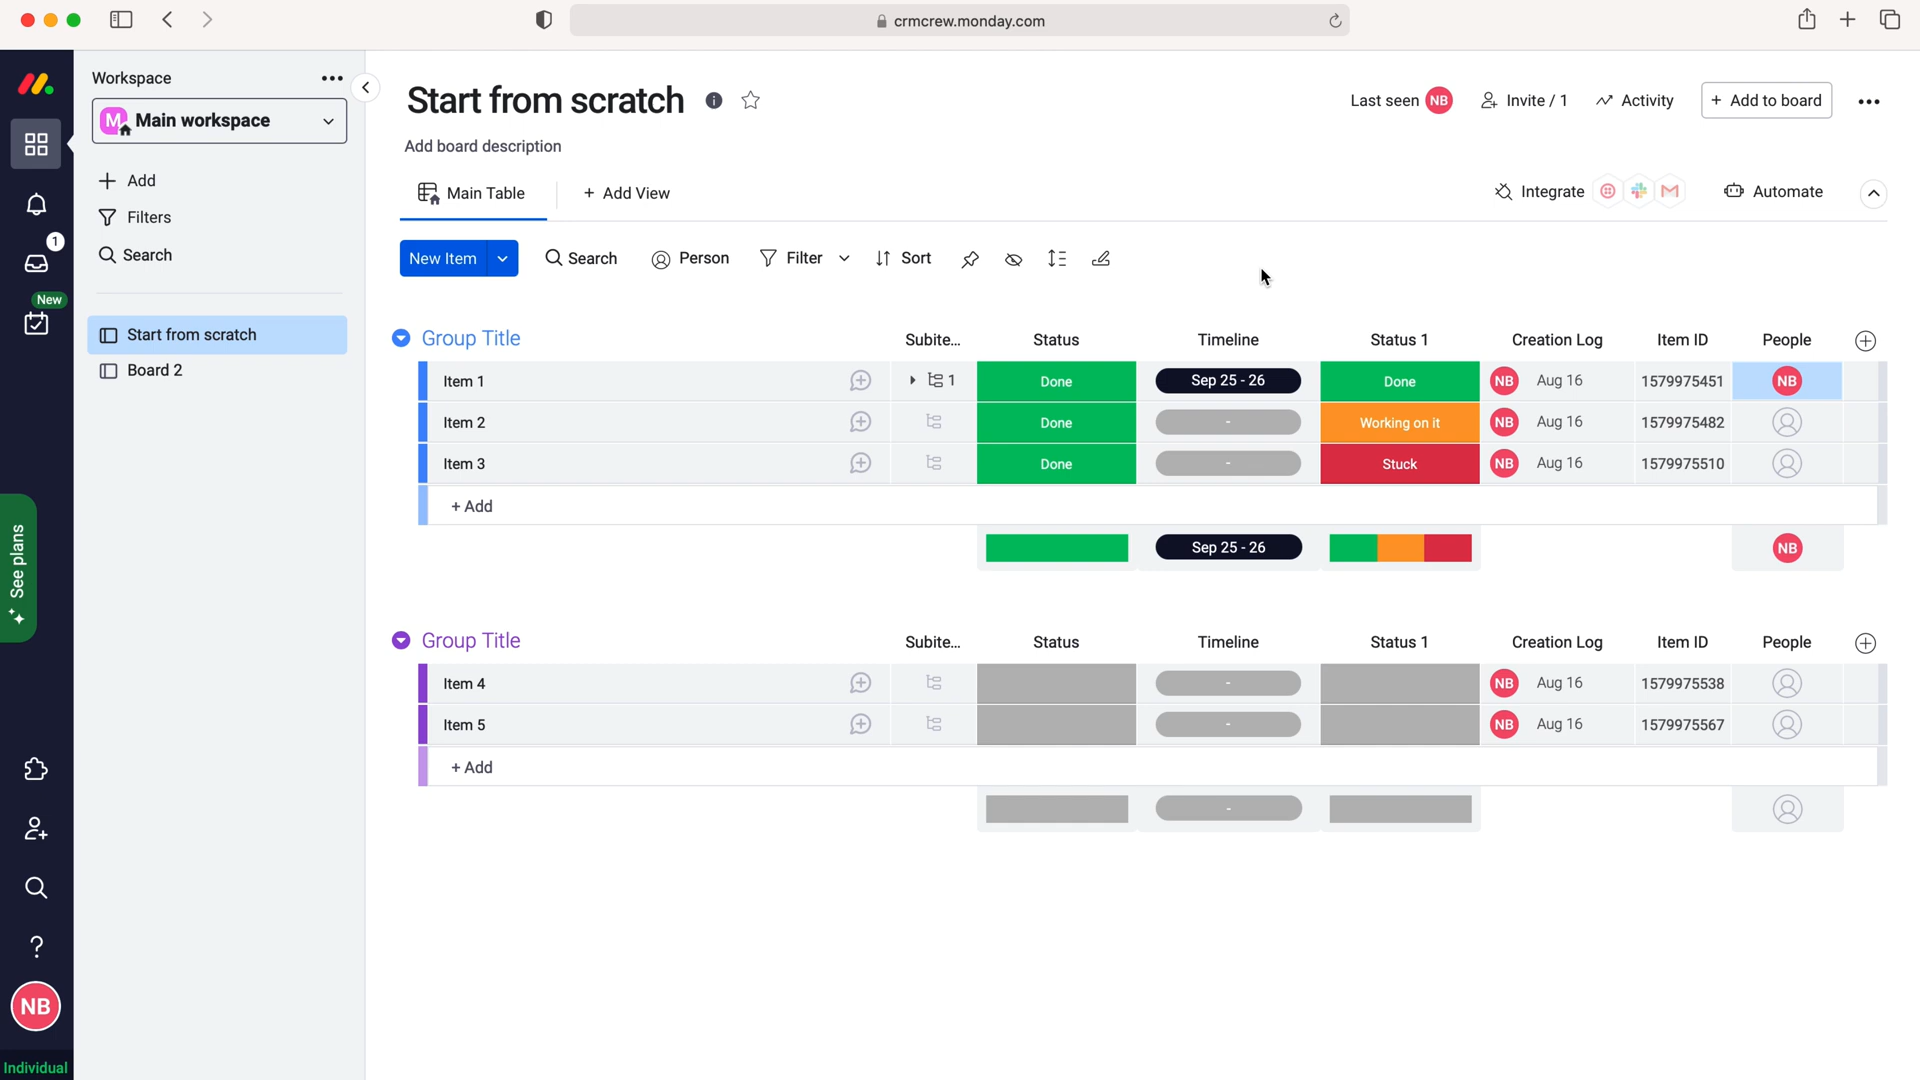 crmcrew.monday.com
Workspace
M Main workspace
Add
Filters
Search
Start from scratch
Board 2
1
New
See plans
NB
Individual
Start from scratch
Last seen NB Invite / 1 Activity + Add to board
Add board description
Main Table + Add View Integrate Automate
New Item Search Person Filter Sort
Group Title Subite... Status Timeline Status 1 Creation Log Item ID People
Item 1 1 Done Sep 25 - 26 Done NB Aug 16 1579975451 NB
Item 2 Done - Working on it NB Aug 16 1579975482
Item 3 Done - Stuck NB Aug 16 1579975510
+ Add
Sep 25 - 26 NB
Group Title Subite... Status Timeline Status 1 Creation Log Item ID People
Item 4 - NB Aug 16 1579975538
Item 5 - NB Aug 16 1579975567
+ Add
-